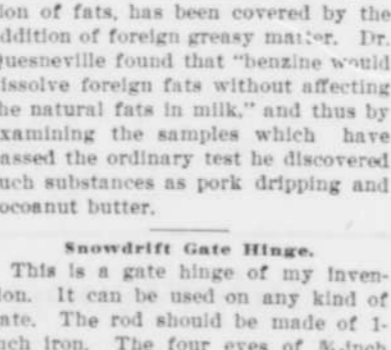 ion of fats, has been covered by the
ddition of foreign greasy matter. Dr.
uesneville found that "benzine would
issolve foreign fats without affecting
he natural fats in milk," and thus by
xamining the samples which have
assed the ordinary test he discovered
uch substances as pork dripping and
ocoanut butter.
Snowdrift Gate Hinge.
This is a gate hinge of my inven-
ion. It can be used on any kind of
ate. The rod should be made of 1-
nch iron. The four eyes of ¾-inch